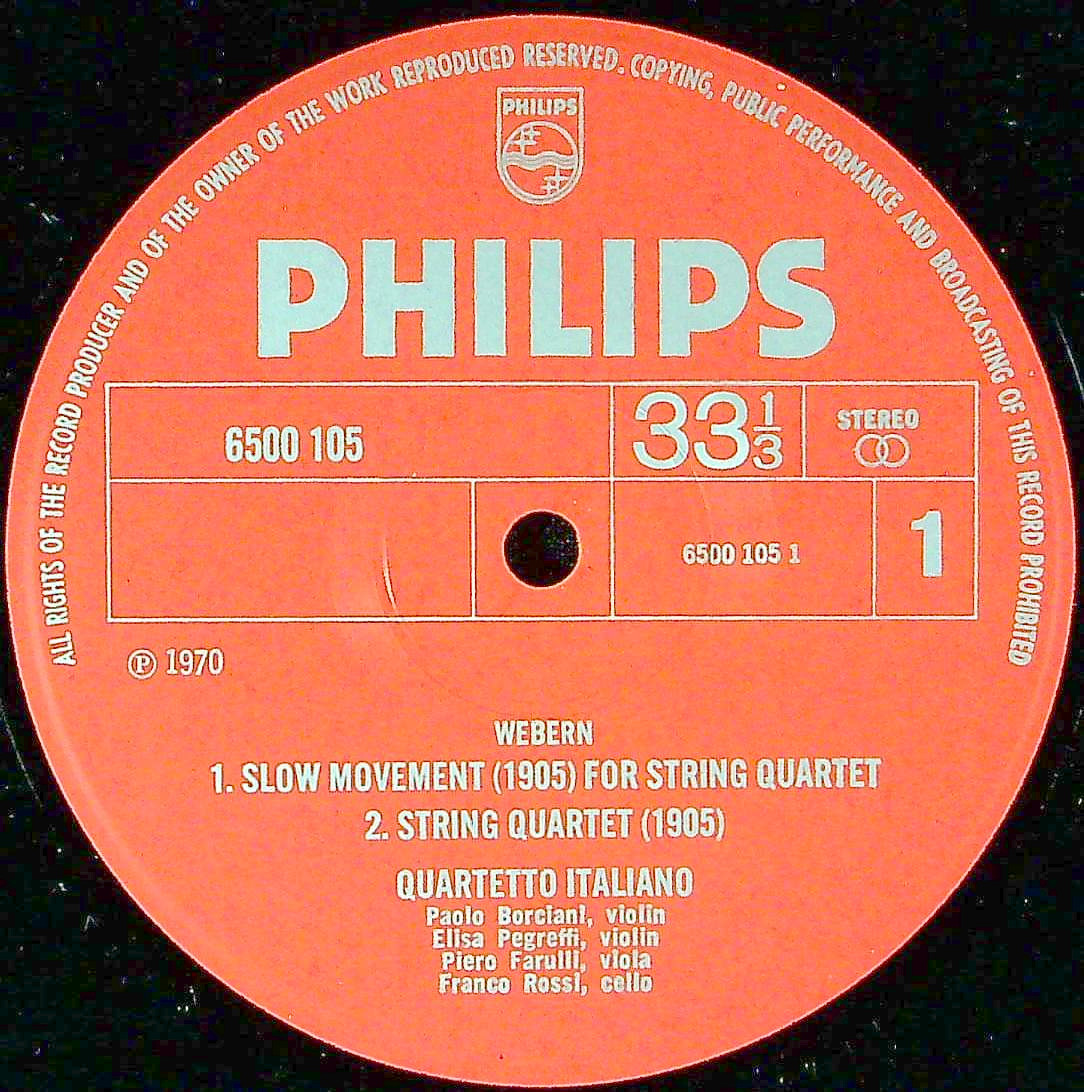 ALL RIGHTS OF THE RECORD PRODUCER AND OF THE OWNER OF THE WORK REPRODUCED RESERVED. COPYING, PUBLIC PERFORMANCE AND BROADCASTING OF THIS RECORD PROHIBITED
PHILIPS
PHILIPS
6500 105
33 1/3
STEREO
6500 105 1
1
℗ 1970
WEBERN
1. SLOW MOVEMENT (1905) FOR STRING QUARTET
2. STRING QUARTET (1905)
QUARTETTO ITALIANO
Paolo Borciani, violin
Elisa Pegreffi, violin
Piero Farulli, viola
Franco Rossi, cello